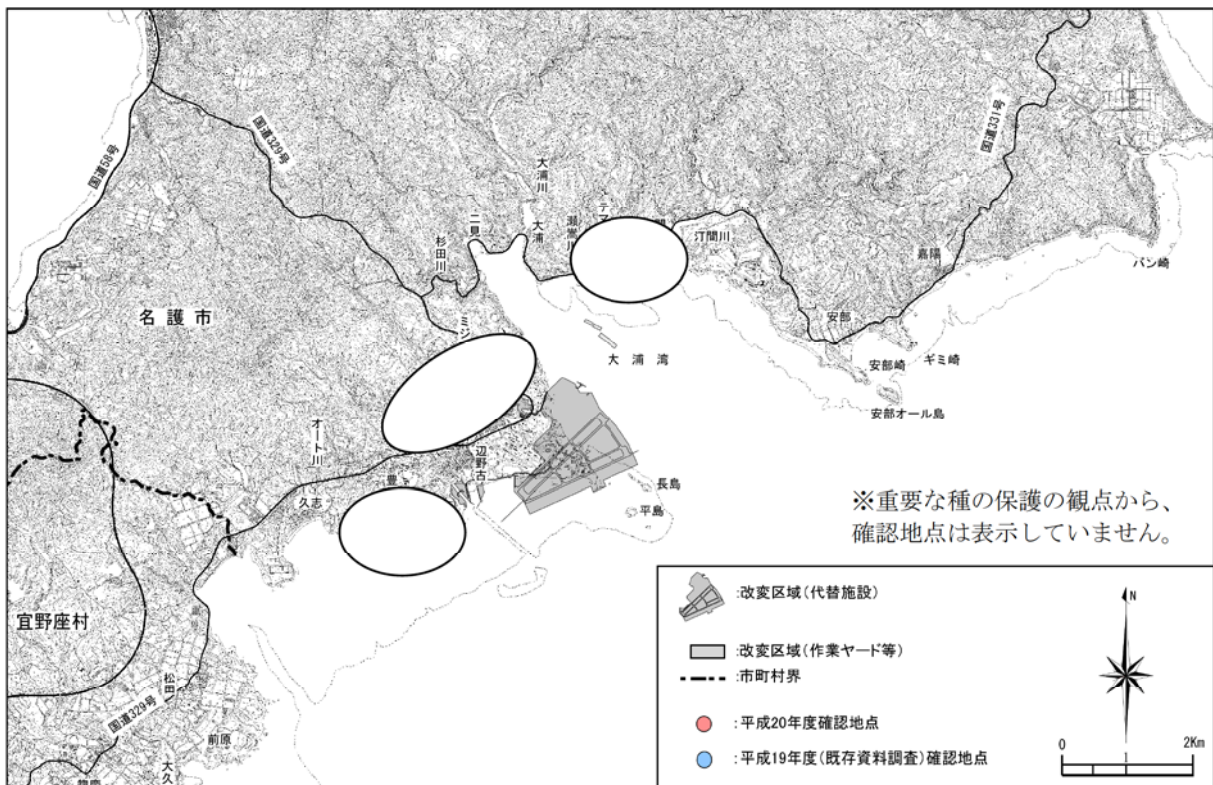 国道58号
国道329号
国道331号
大浦川
大浦
二見
杉田川
瀬嵩川
汀間川
嘉陽
バン崎
名護市
安部
大浦湾
安部崎
ギミ崎
安部オール島
オート川
辺野古
久志
豊
長島
平島
※重要な種の保護の観点から、
確認地点は表示していません。
宜野座村
松田
国道329号
前原
大久
:改変区域(代替施設)
:改変区域(作業ヤード等)
:市町村界
:平成20年度確認地点
:平成19年度(既存資料調査)確認地点
N
0 1 2Km